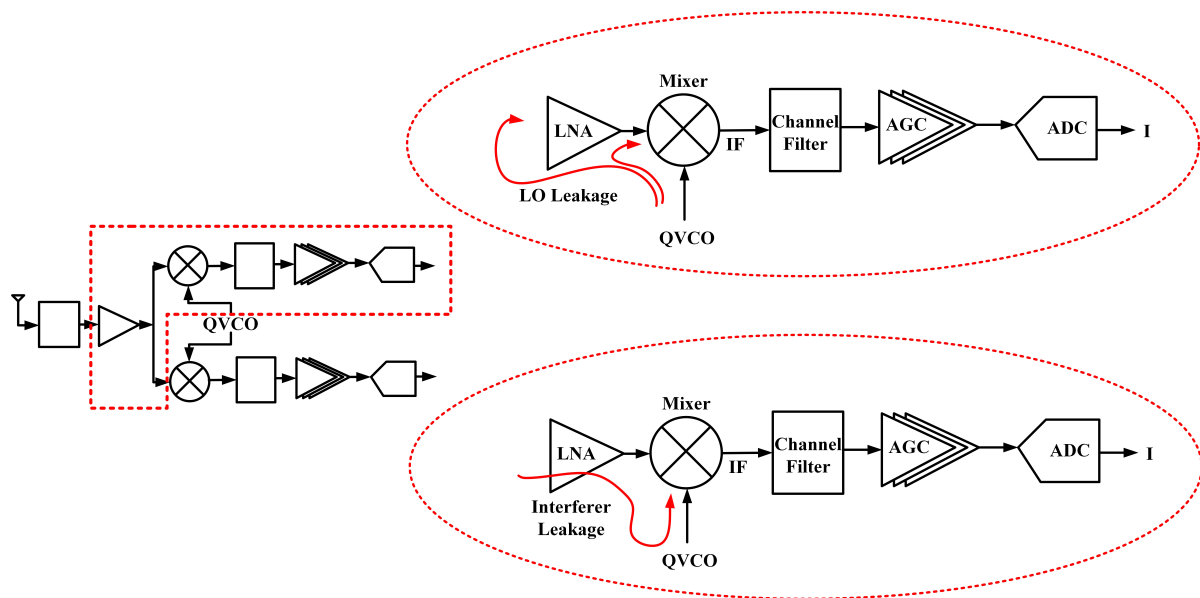 Mixer
LNA
IF
Channel
Filter
AGC
ADC
I
LO Leakage
QVCO
QVCO
Mixer
LNA
IF
Channel
Filter
AGC
ADC
I
Interferer
Leakage
QVCO